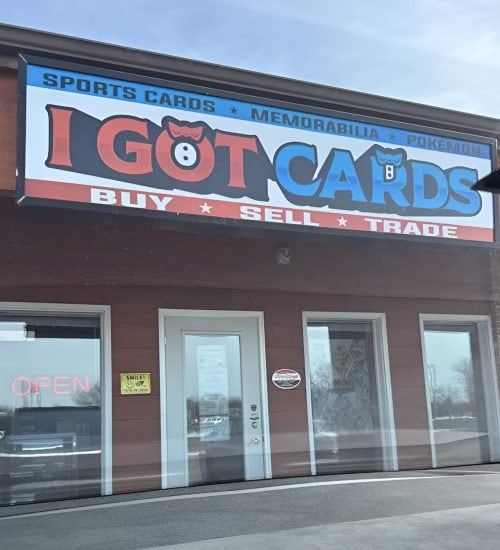 SPORTS CARDS ★ MEMORABILIA ★ POKEMON
I GOT CARDS
BUY ★ SELL ★ TRADE
OPEN
SMILE!